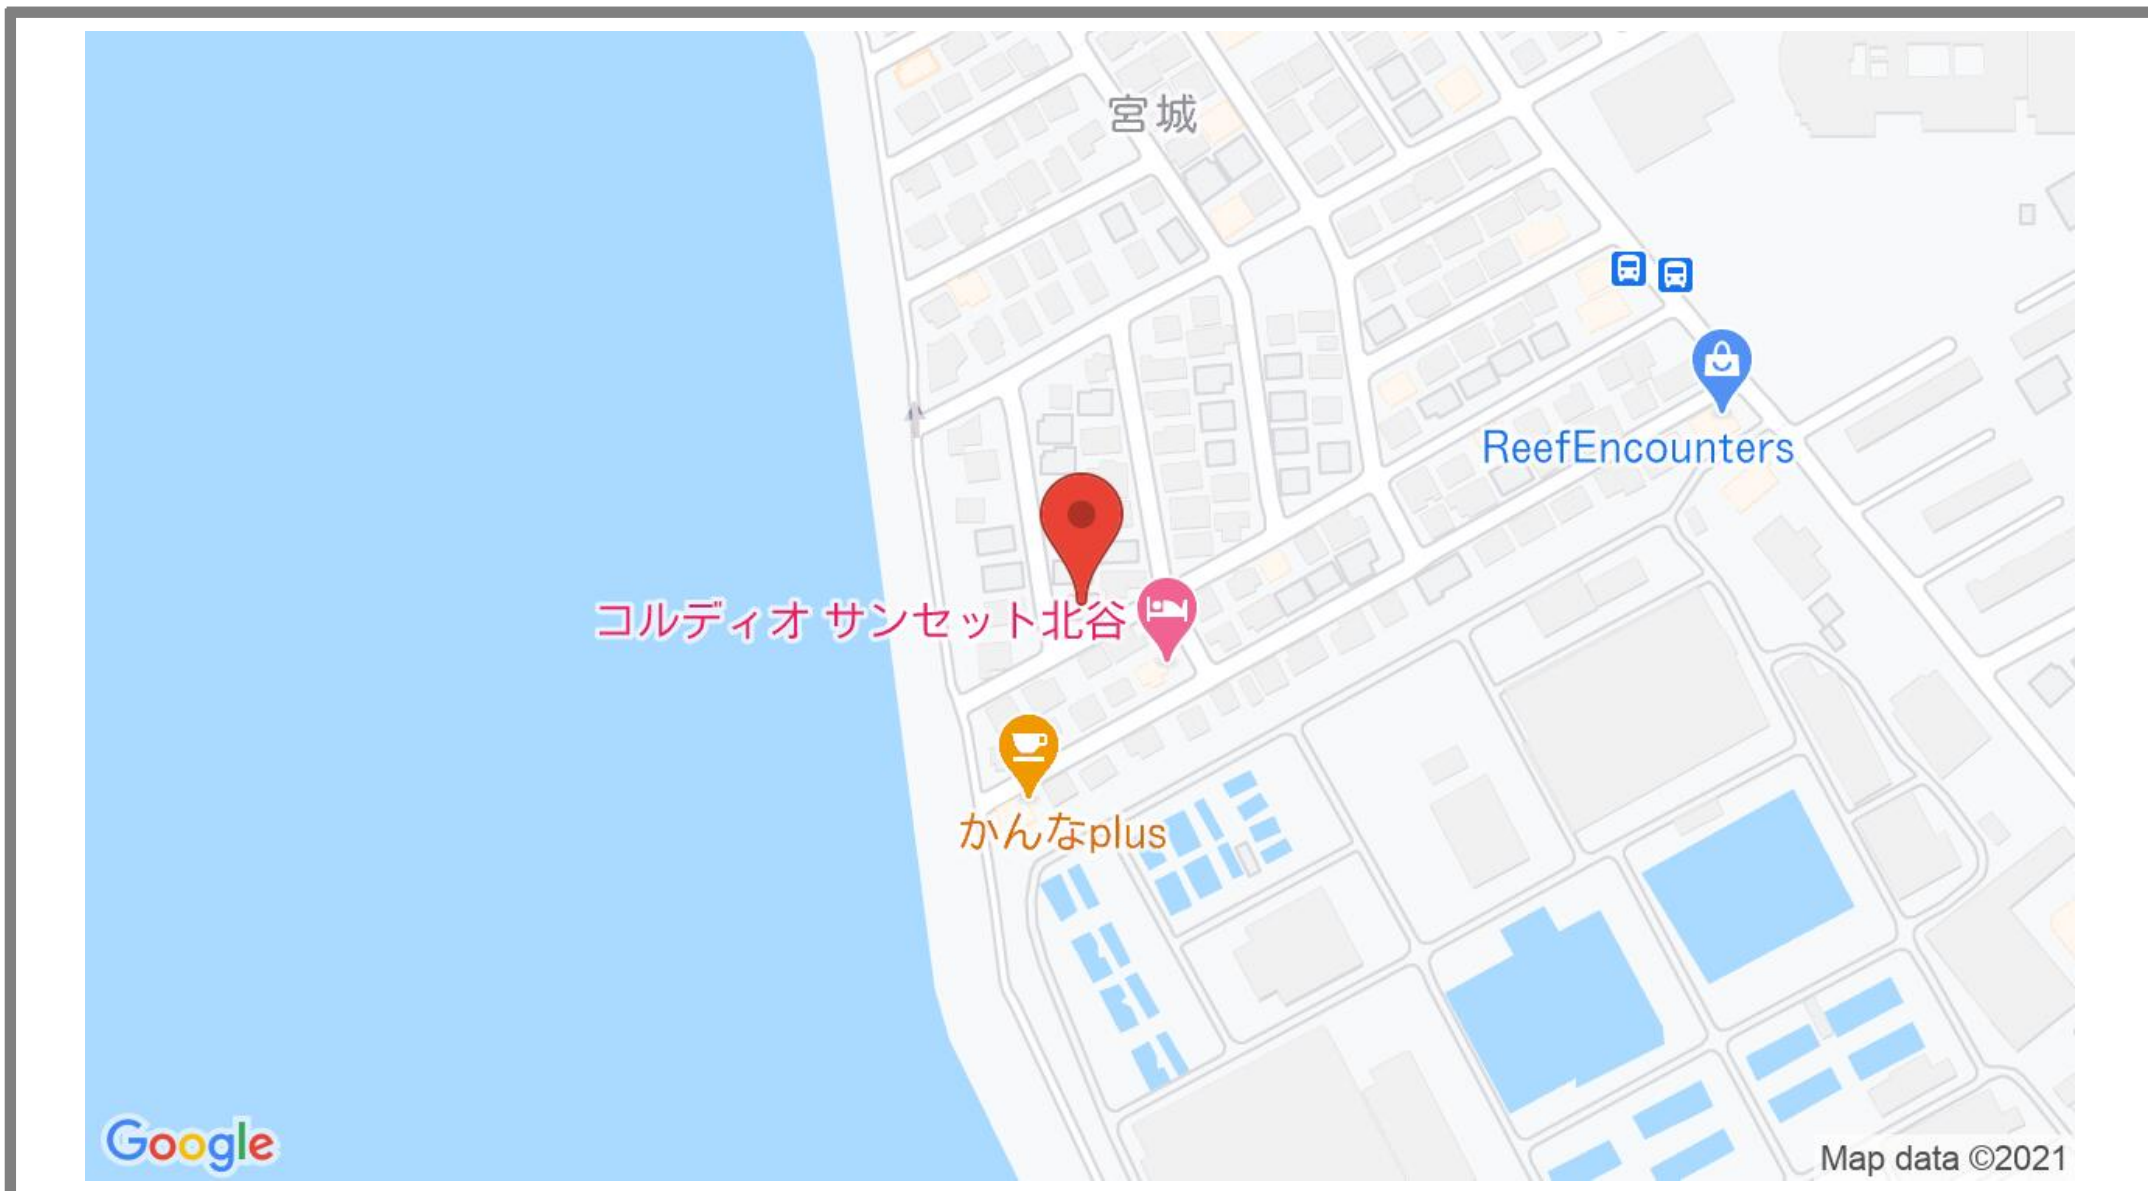 宮城
ReefEncounters
コルディオ サンセット北谷
かんなplus
Google
Map data ©2021